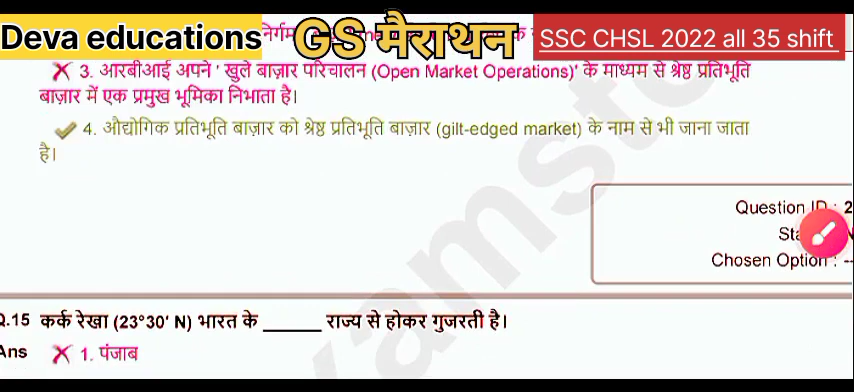 Deva educations
GS मैराथन
SSC CHSL 2022 all 35 shift
3. आरबीआई अपने ' खुले बाज़ार परिचालन (Open Market Operations)' के माध्यम से श्रेष्ठ प्रतिभूति
बाज़ार में एक प्रमुख भूमिका निभाता है।
4. औद्योगिक प्रतिभूति बाज़ार को श्रेष्ठ प्रतिभूति बाज़ार (gilt-edged market) के नाम से भी जाना जाता
है।
Question ID : 2
Chosen Option : --
Q.15 कर्क रेखा (23°30' N) भारत के ______ राज्य से होकर गुजरती है।
Ans 1. पंजाब